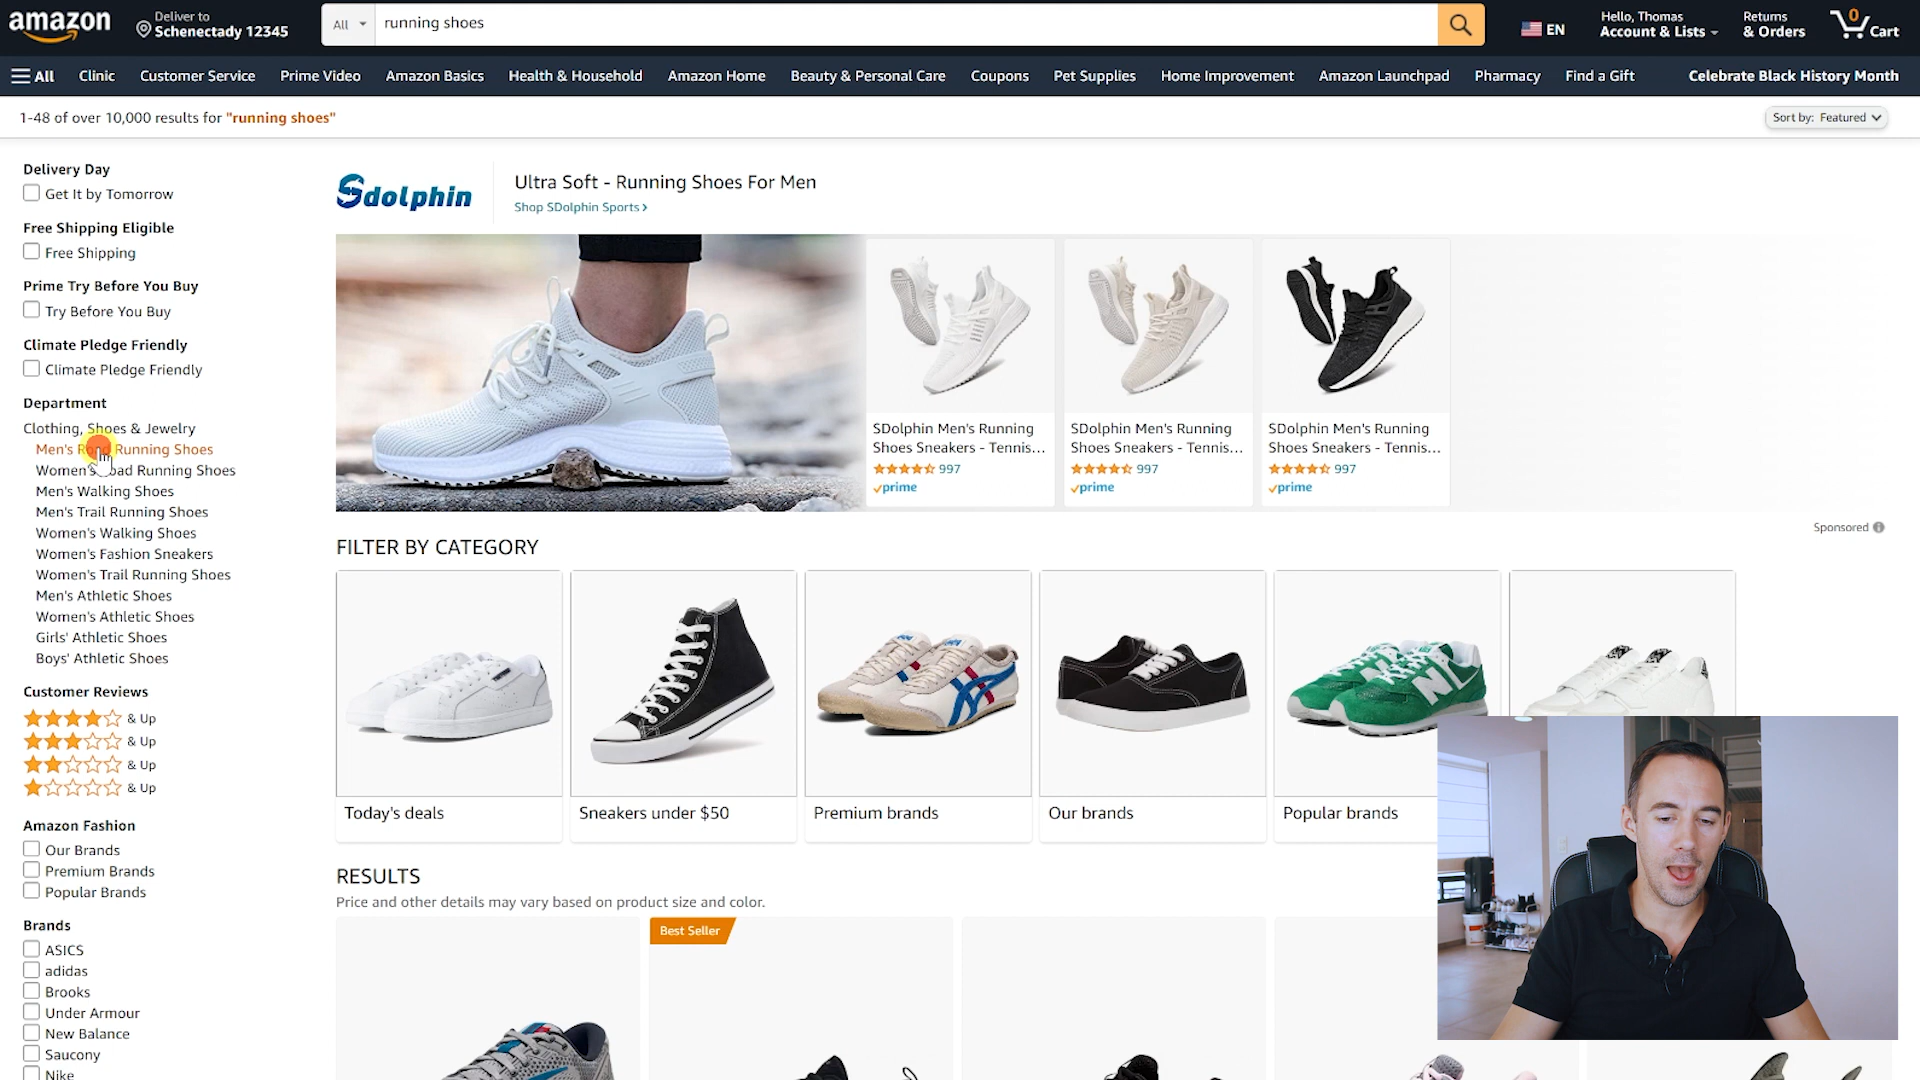 amazon
Deliver to
Schenectady 12345
All
running shoes
EN
Hello, Thomas
Account & Lists
Returns
& Orders
0
Cart
All
Clinic
Customer Service
Prime Video
Amazon Basics
Health & Household
Amazon Home
Beauty & Personal Care
Coupons
Pet Supplies
Home Improvement
Amazon Launchpad
Pharmacy
Find a Gift
Celebrate Black History Month
1-48 of over 10,000 results for "running shoes"
Sort by: Featured
Delivery Day
Get It by Tomorrow
Free Shipping Eligible
Free Shipping
Prime Try Before You Buy
Try Before You Buy
Climate Pledge Friendly
Climate Pledge Friendly
Department
Clothing, Shoes & Jewelry
Men's Road Running Shoes
Women's Road Running Shoes
Men's Walking Shoes
Men's Trail Running Shoes
Women's Walking Shoes
Women's Fashion Sneakers
Women's Trail Running Shoes
Men's Athletic Shoes
Women's Athletic Shoes
Girls' Athletic Shoes
Boys' Athletic Shoes
Customer Reviews
& Up
& Up
& Up
& Up
Amazon Fashion
Our Brands
Premium Brands
Popular Brands
Brands
ASICS
adidas
Brooks
Under Armour
New Balance
Saucony
Nike
Sdolphin
Ultra Soft - Running Shoes For Men
Shop SDolphin Sports ›
SDolphin Men's Running
Shoes Sneakers - Tennis...
997
prime
SDolphin Men's Running
Shoes Sneakers - Tennis...
997
prime
SDolphin Men's Running
Shoes Sneakers - Tennis...
997
prime
Sponsored
FILTER BY CATEGORY
Today's deals
Sneakers under $50
Premium brands
Our brands
Popular brands
RESULTS
Price and other details may vary based on product size and color.
Best Seller